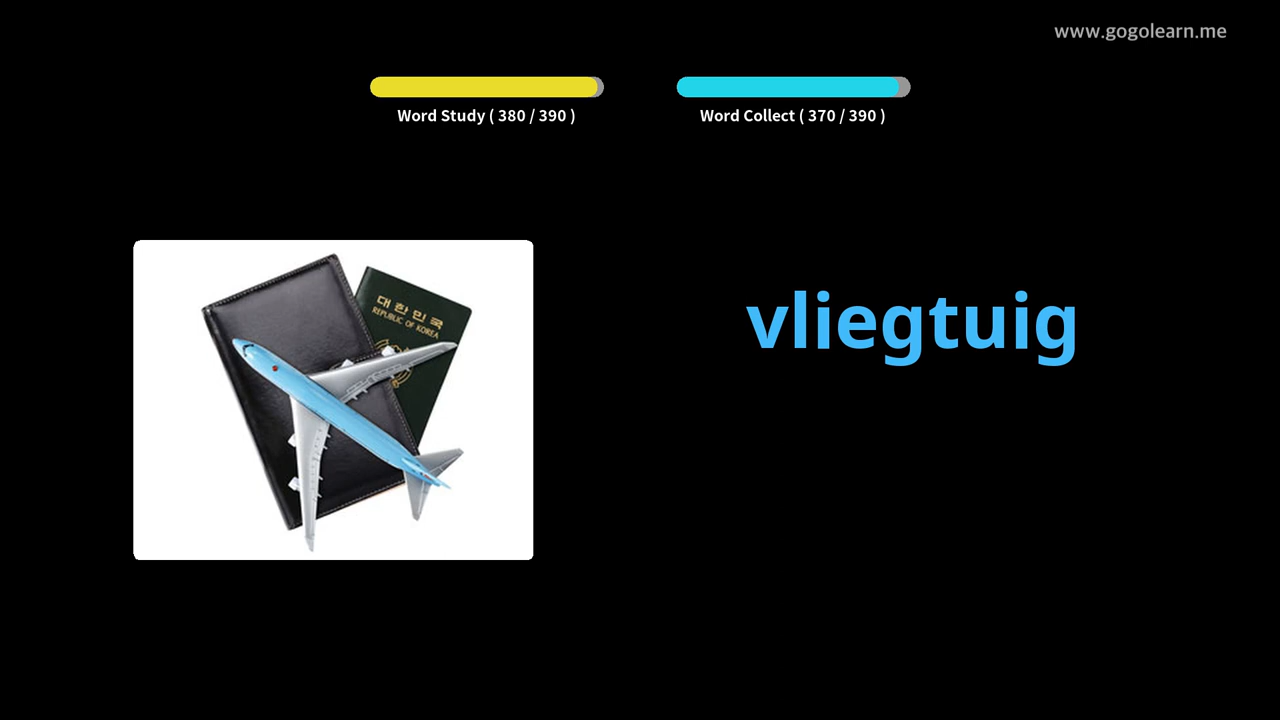 www.gogolearn.me
Word Study ( 380 / 390 )
Word Collect ( 370 / 390 )
대한민국
REPUBLIC OF KOREA
vliegtuig